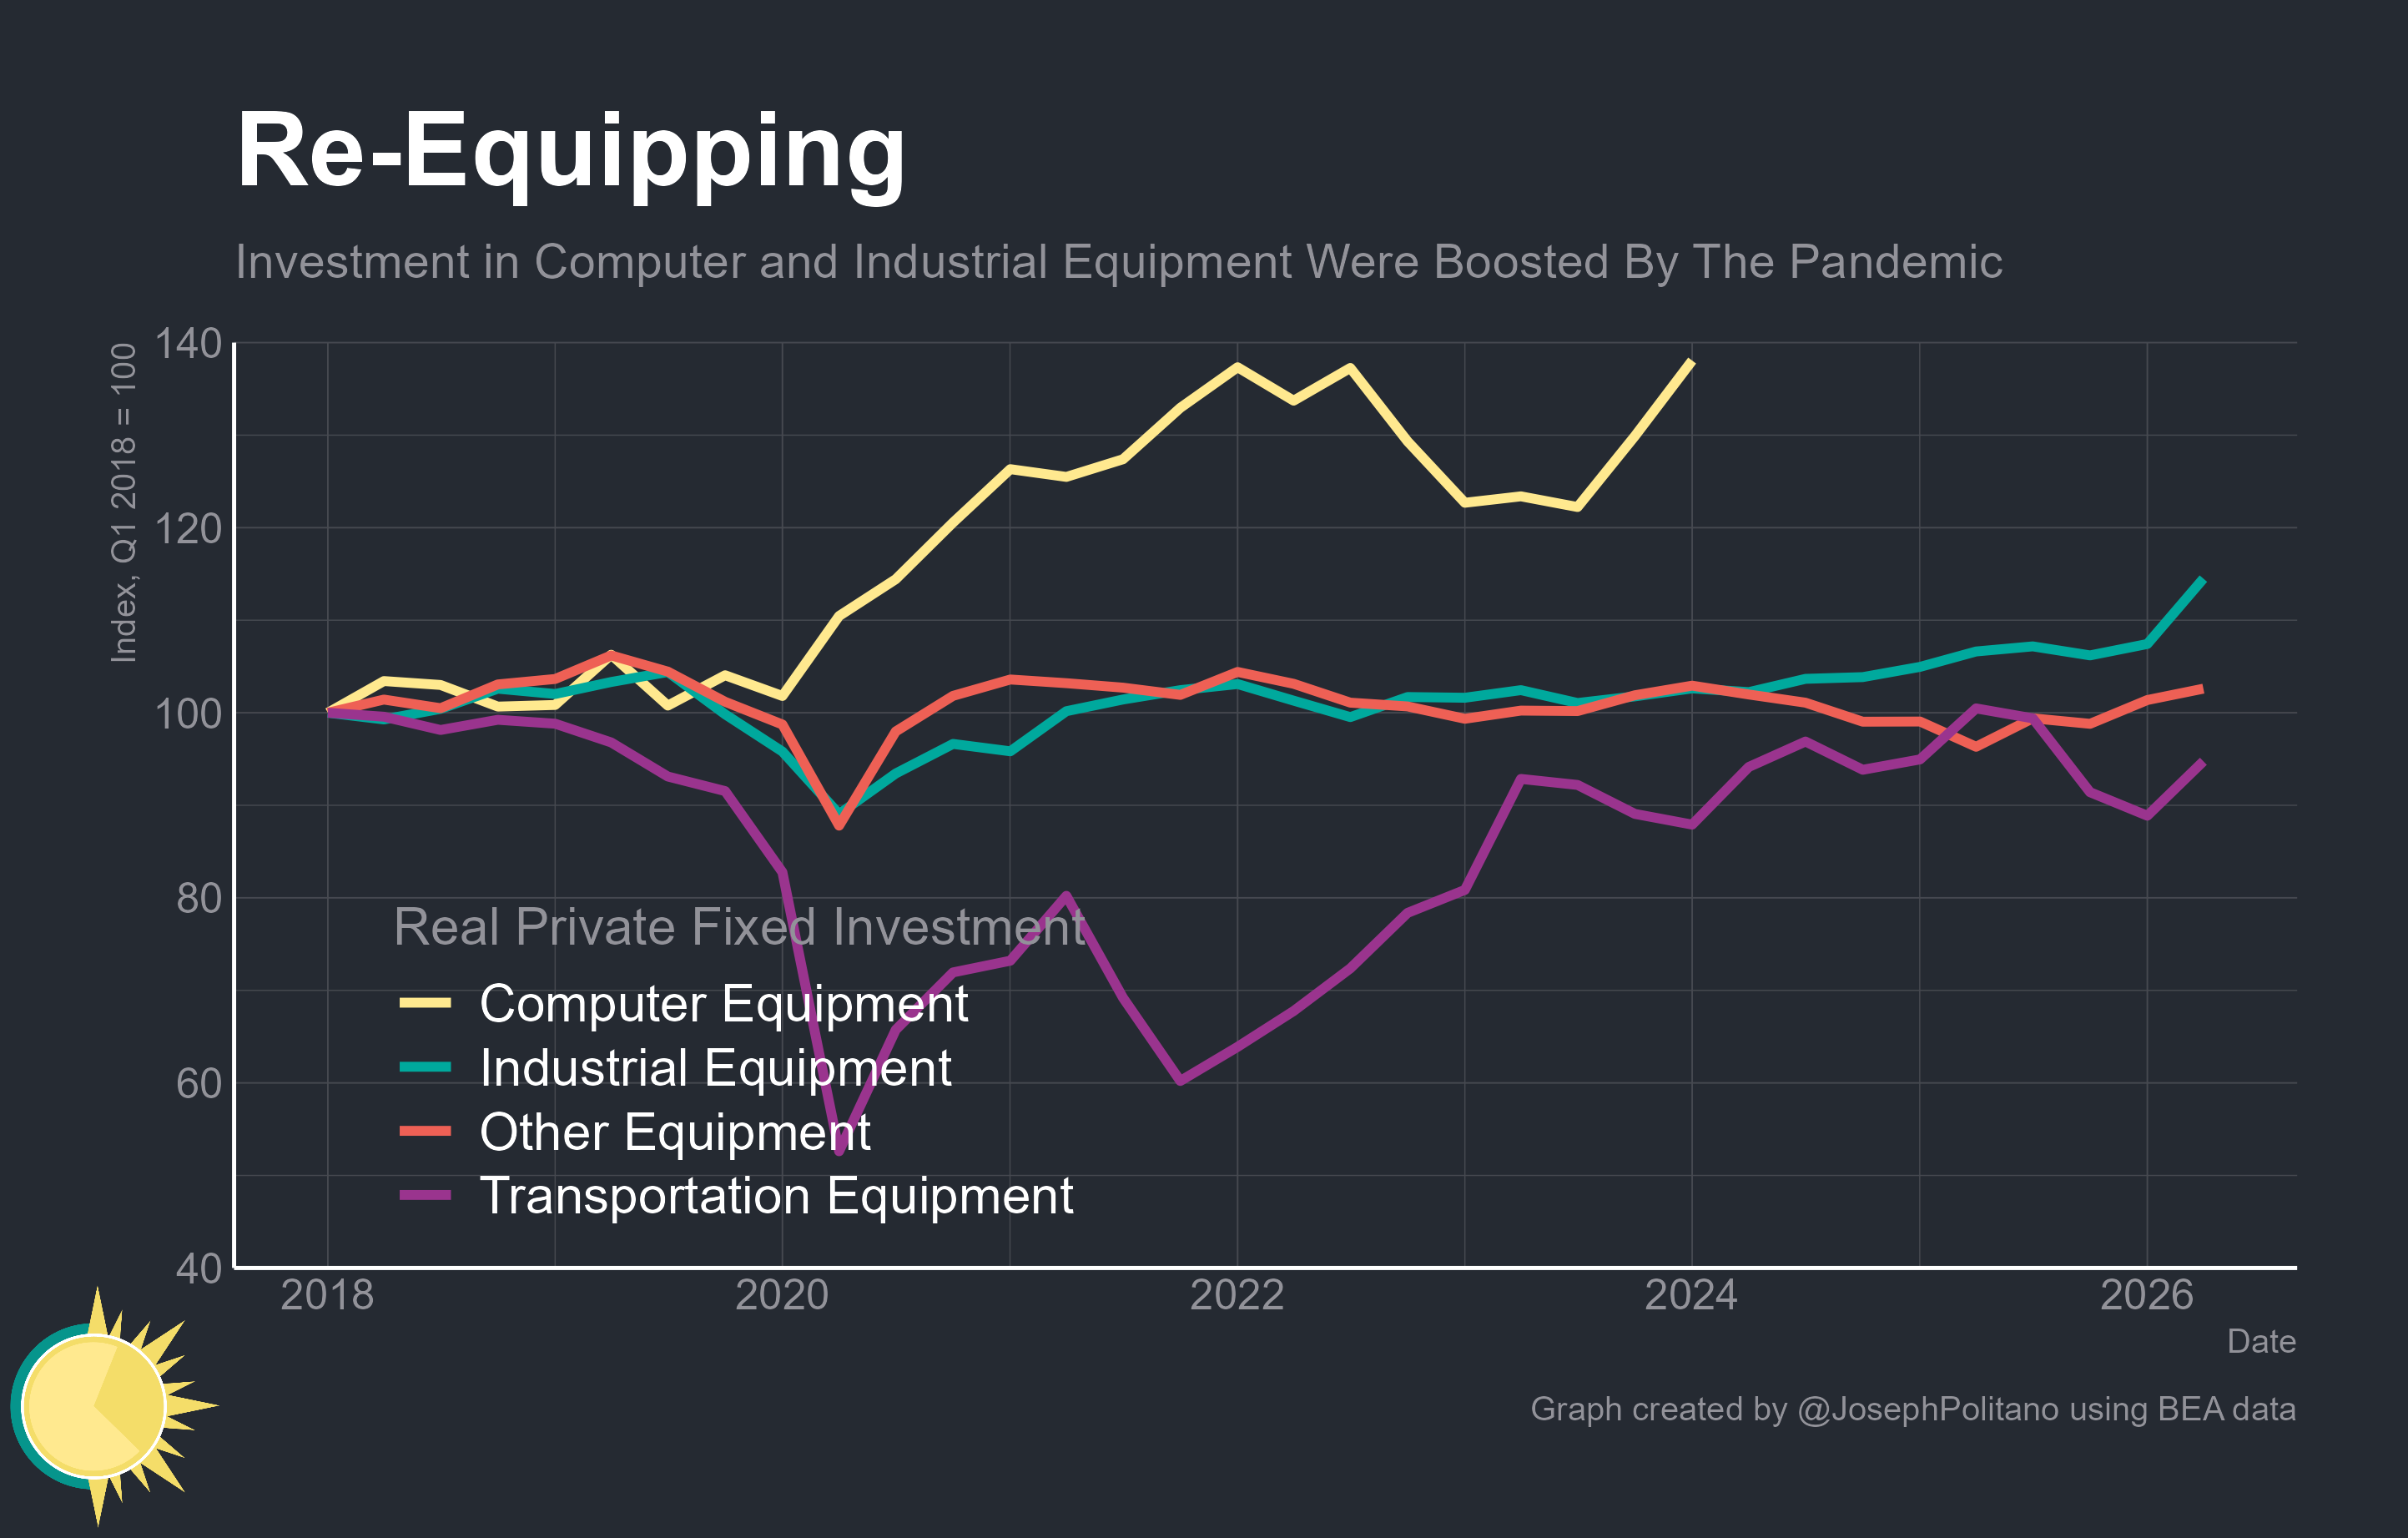 Re-Equipping
Investment in Computer and Industrial Equipment Were Boosted By The Pandemic
Index, Q1 2018 = 100
140
120
100
80
60
40
Real Private Fixed Investment
Computer Equipment
Industrial Equipment
Other Equipment
Transportation Equipment
2018 2020 2022 2024 2026
Date
Graph created by @JosephPolitano using BEA data